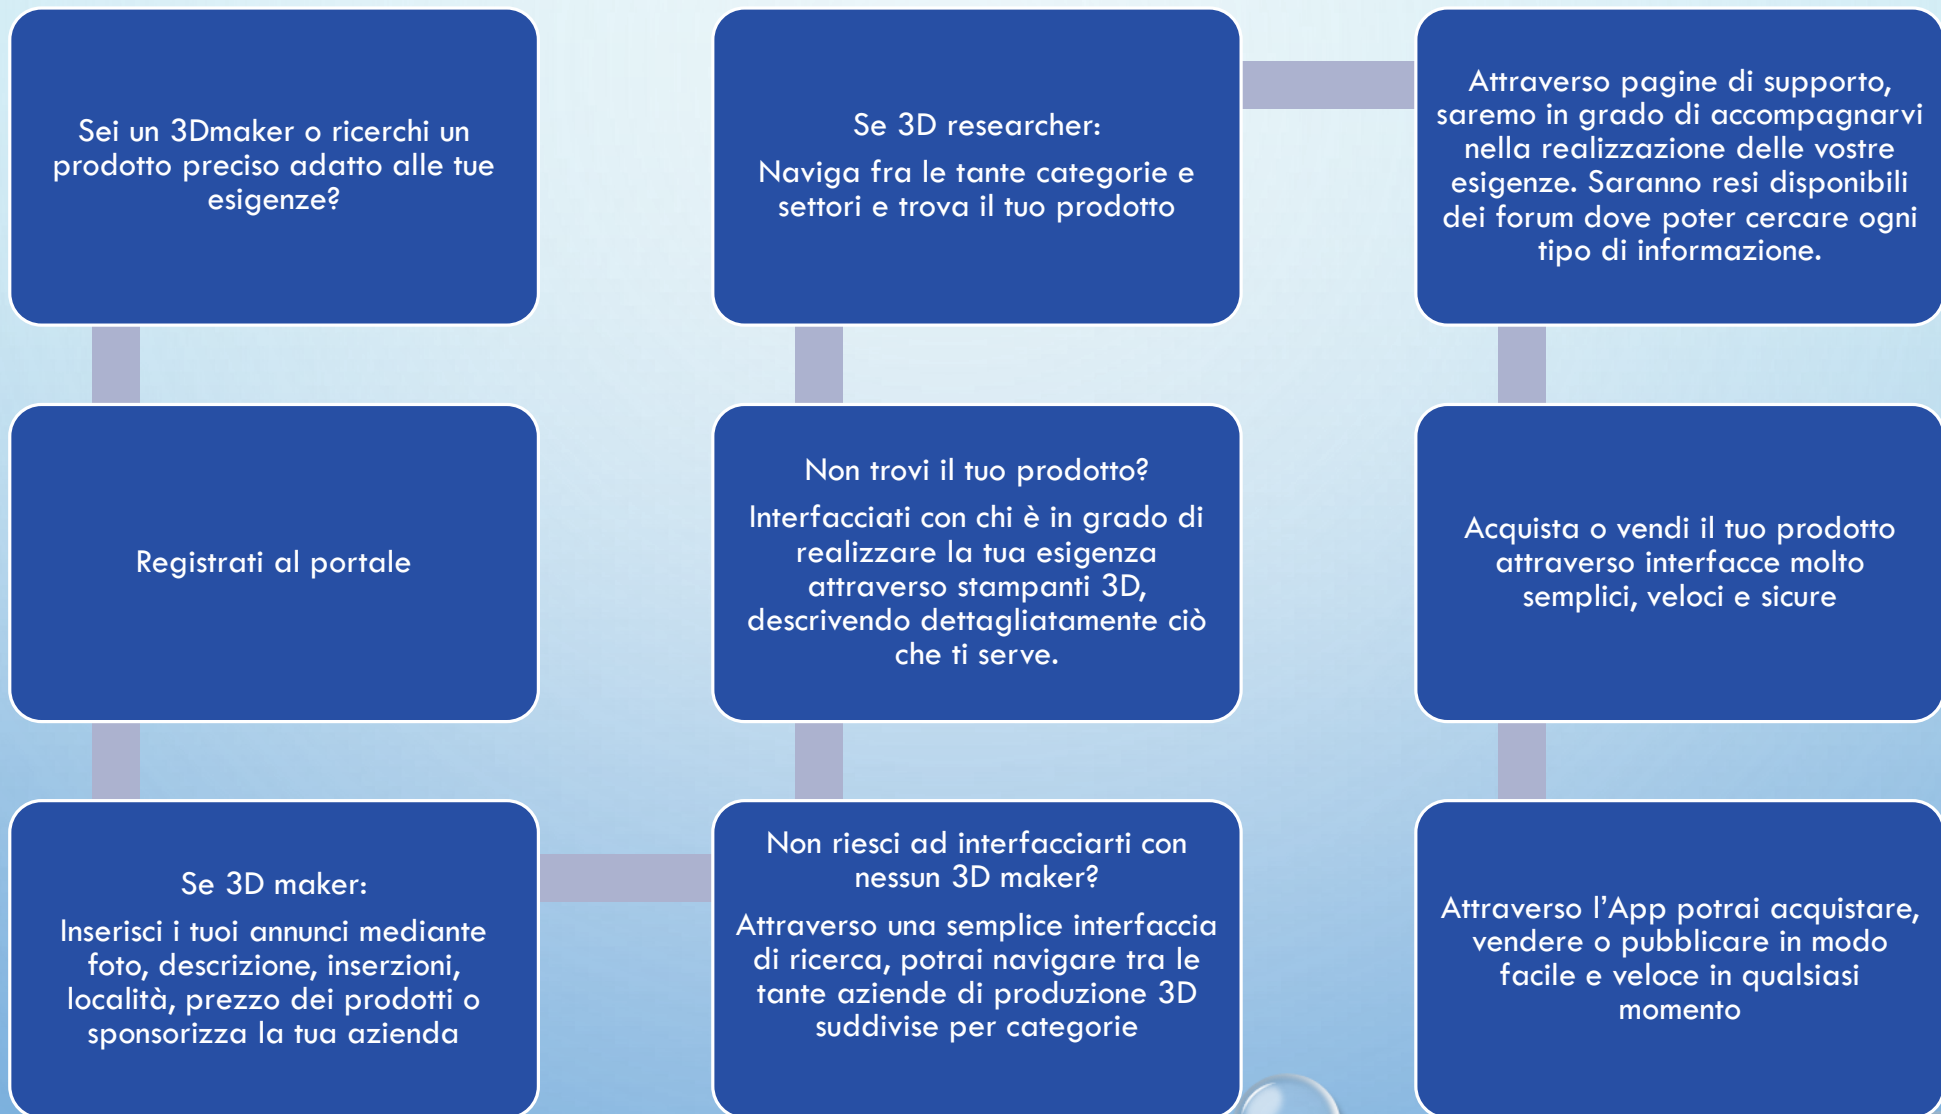 Sei un 3Dmaker o ricerchi un
prodotto preciso adatto alle tue
esigenze?
Registrati al portale
Se 3D maker:
Inserisci i tuoi annunci mediante
foto, descrizione, inserzioni,
località, prezzo dei prodotti o
sponsorizza la tua azienda
Non riesci ad interfacciarti con
nessun 3D maker?
Attraverso una semplice interfaccia
di ricerca, potrai navigare tra le
tante aziende di produzione 3D
suddivise per categorie
Non trovi il tuo prodotto?
Interfacciati con chi è in grado di
realizzare la tua esigenza
attraverso stampanti 3D,
descrivendo dettagliatamente ciò
che ti serve.
Se 3D researcher:
Naviga fra le tante categorie e
settori e trova il tuo prodotto
Attraverso pagine di supporto,
saremo in grado di accompagnarvi
nella realizzazione delle vostre
esigenze. Saranno resi disponibili
dei forum dove poter cercare ogni
tipo di informazione.
Acquista o vendi il tuo prodotto
attraverso interfacce molto
semplici, veloci e sicure
Attraverso l’App potrai acquistare,
vendere o pubblicare in modo
facile e veloce in qualsiasi
momento